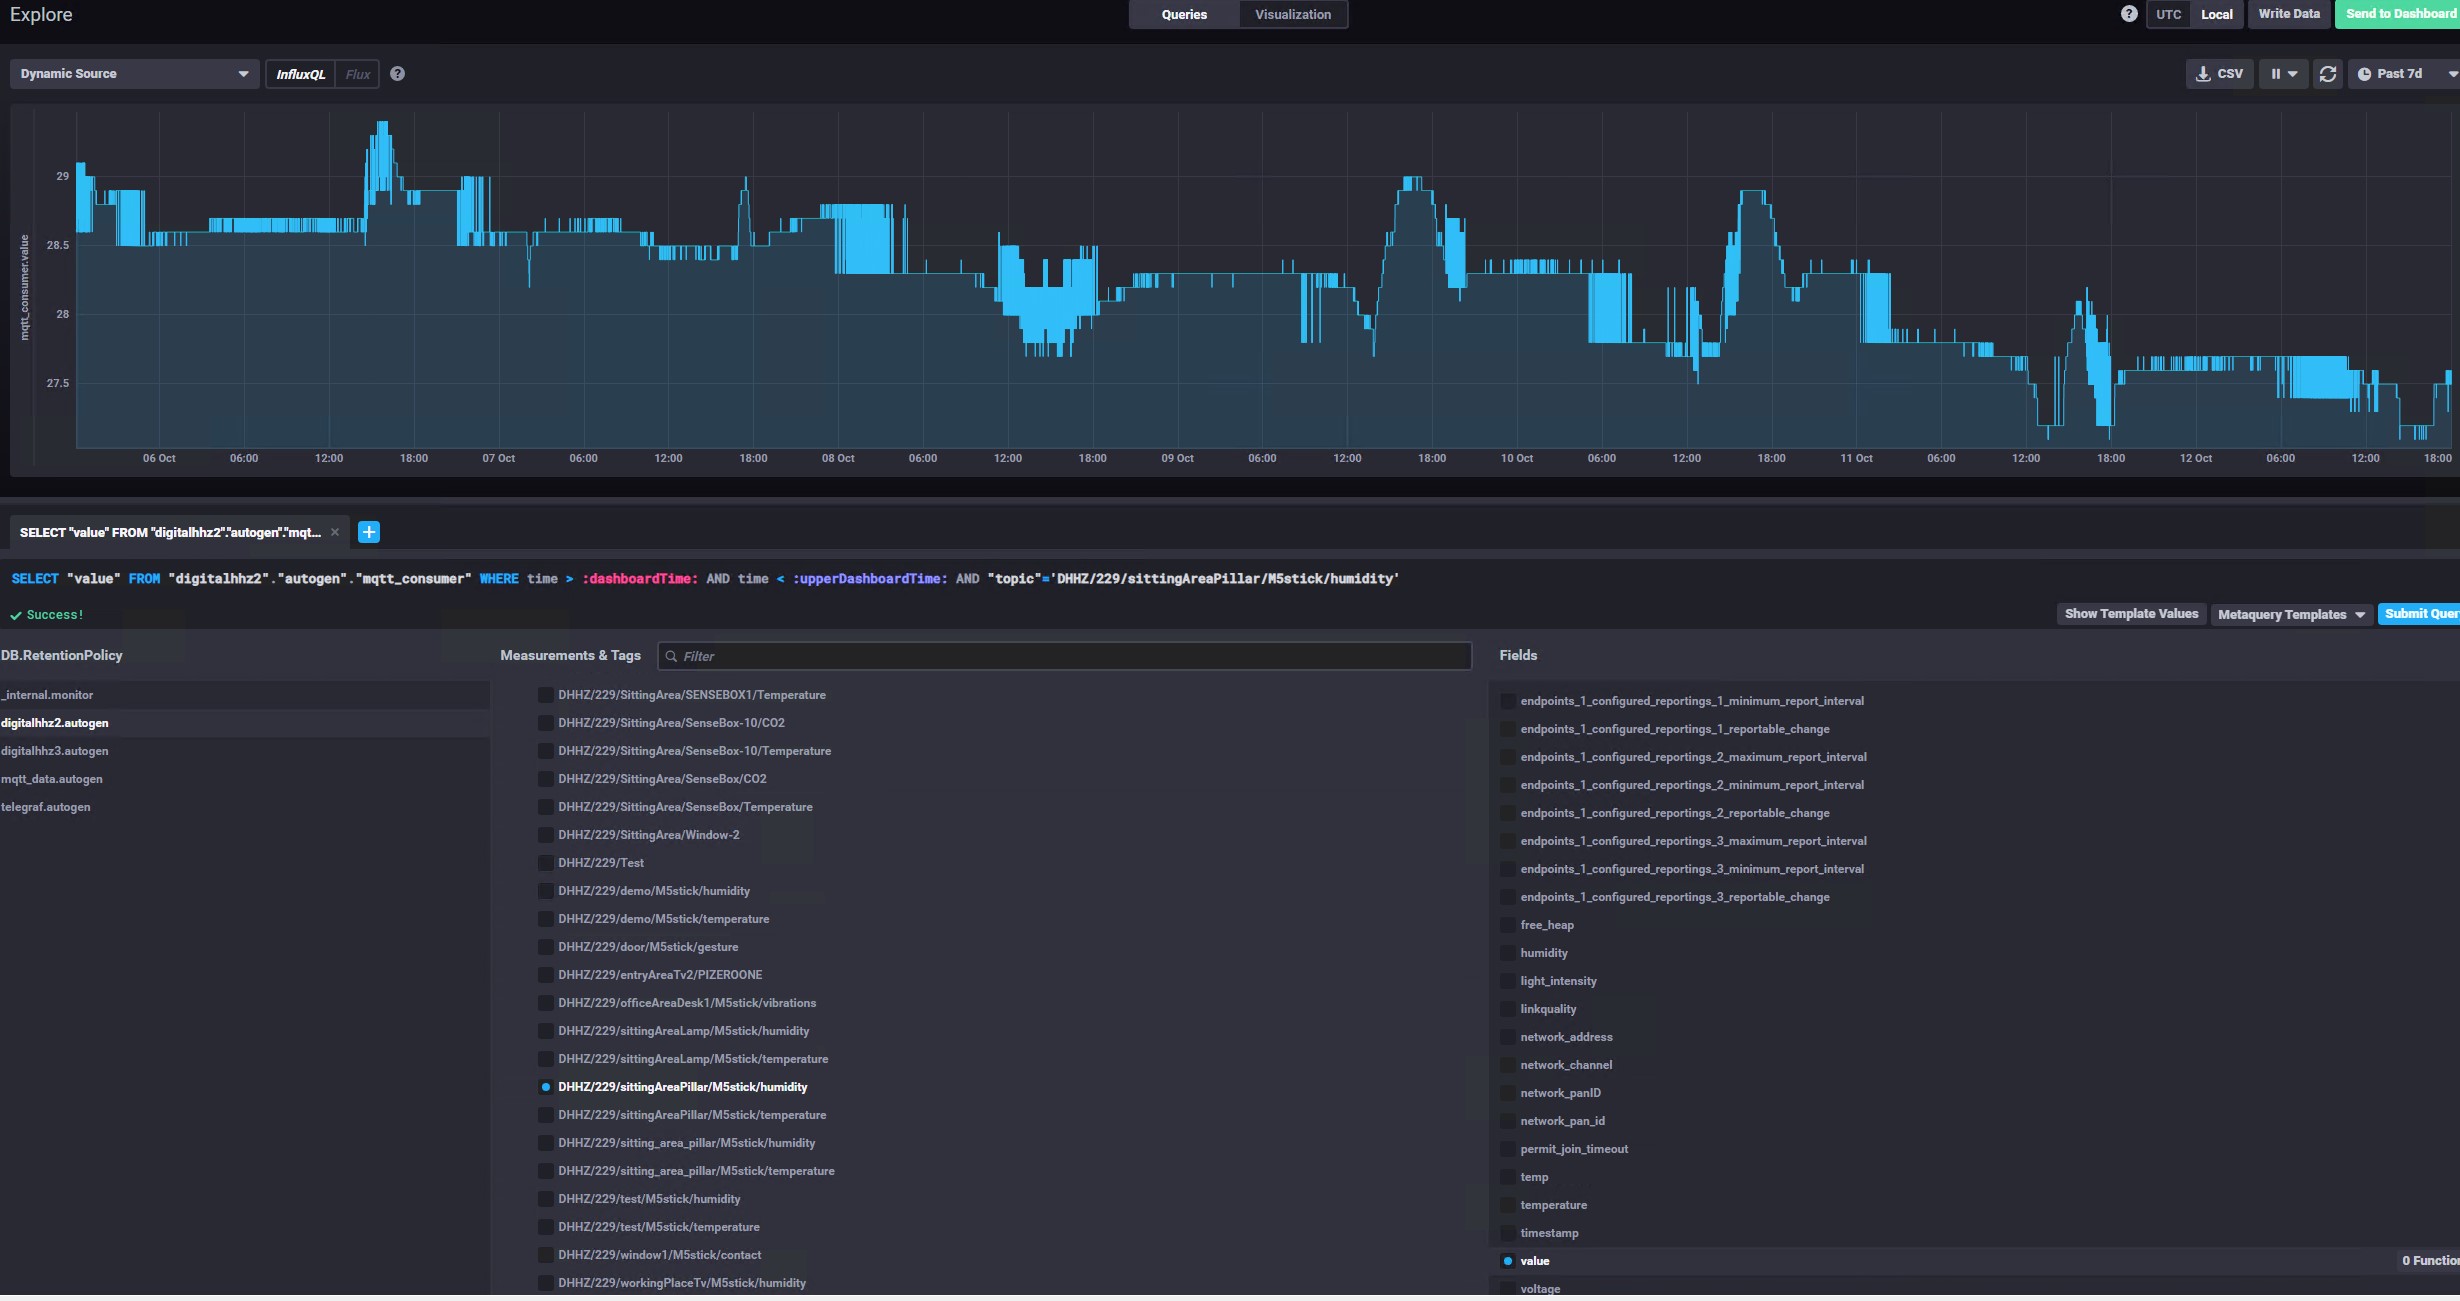 Explore
Queries Visualization
? UTC Local Write Data Send to Dashboard
Dynamic Source InfluxQL Flux ?
CSV Past 7d
mqtt_consumer.value
29
28.5
28
27.5
06 Oct 06:00 12:00 18:00 07 Oct 06:00 12:00 18:00 08 Oct 06:00 12:00 18:00 09 Oct 06:00 12:00 18:00 10 Oct 06:00 12:00 18:00 11 Oct 06:00 12:00 18:00 12 Oct 06:00 12:00 18:00
SELECT "value" FROM "digitalhhz2"."autogen"."mqt... × +
SELECT "value" FROM "digitalhhz2"."autogen"."mqtt_consumer" WHERE time > :dashboardTime: AND time < :upperDashboardTime: AND "topic"='DHHZ/229/sittingAreaPillar/M5stick/humidity'
Success!
Show Template Values Metaquery Templates Submit Quer
DB.RetentionPolicy
_internal.monitor
digitalhhz2.autogen
digitalhhz3.autogen
mqtt_data.autogen
telegraf.autogen
Measurements & Tags Filter
DHHZ/229/SittingArea/SENSEBOX1/Temperature
DHHZ/229/SittingArea/SenseBox-10/CO2
DHHZ/229/SittingArea/SenseBox-10/Temperature
DHHZ/229/SittingArea/SenseBox/CO2
DHHZ/229/SittingArea/SenseBox/Temperature
DHHZ/229/SittingArea/Window-2
DHHZ/229/Test
DHHZ/229/demo/M5stick/humidity
DHHZ/229/demo/M5stick/temperature
DHHZ/229/door/M5stick/gesture
DHHZ/229/entryAreaTv2/PIZEROONE
DHHZ/229/officeAreaDesk1/M5stick/vibrations
DHHZ/229/sittingAreaLamp/M5stick/humidity
DHHZ/229/sittingAreaLamp/M5stick/temperature
DHHZ/229/sittingAreaPillar/M5stick/humidity
DHHZ/229/sittingAreaPillar/M5stick/temperature
DHHZ/229/sitting_area_pillar/M5stick/humidity
DHHZ/229/sitting_area_pillar/M5stick/temperature
DHHZ/229/test/M5stick/humidity
DHHZ/229/test/M5stick/temperature
DHHZ/229/window1/M5stick/contact
DHHZ/229/workingPlaceTv/M5stick/humidity
Fields
endpoints_1_configured_reportings_1_minimum_report_interval
endpoints_1_configured_reportings_1_reportable_change
endpoints_1_configured_reportings_2_maximum_report_interval
endpoints_1_configured_reportings_2_minimum_report_interval
endpoints_1_configured_reportings_2_reportable_change
endpoints_1_configured_reportings_3_maximum_report_interval
endpoints_1_configured_reportings_3_minimum_report_interval
endpoints_1_configured_reportings_3_reportable_change
free_heap
humidity
light_intensity
linkquality
network_address
network_channel
network_panID
network_pan_id
permit_join_timeout
temp
temperature
timestamp
value 0 Function
voltage